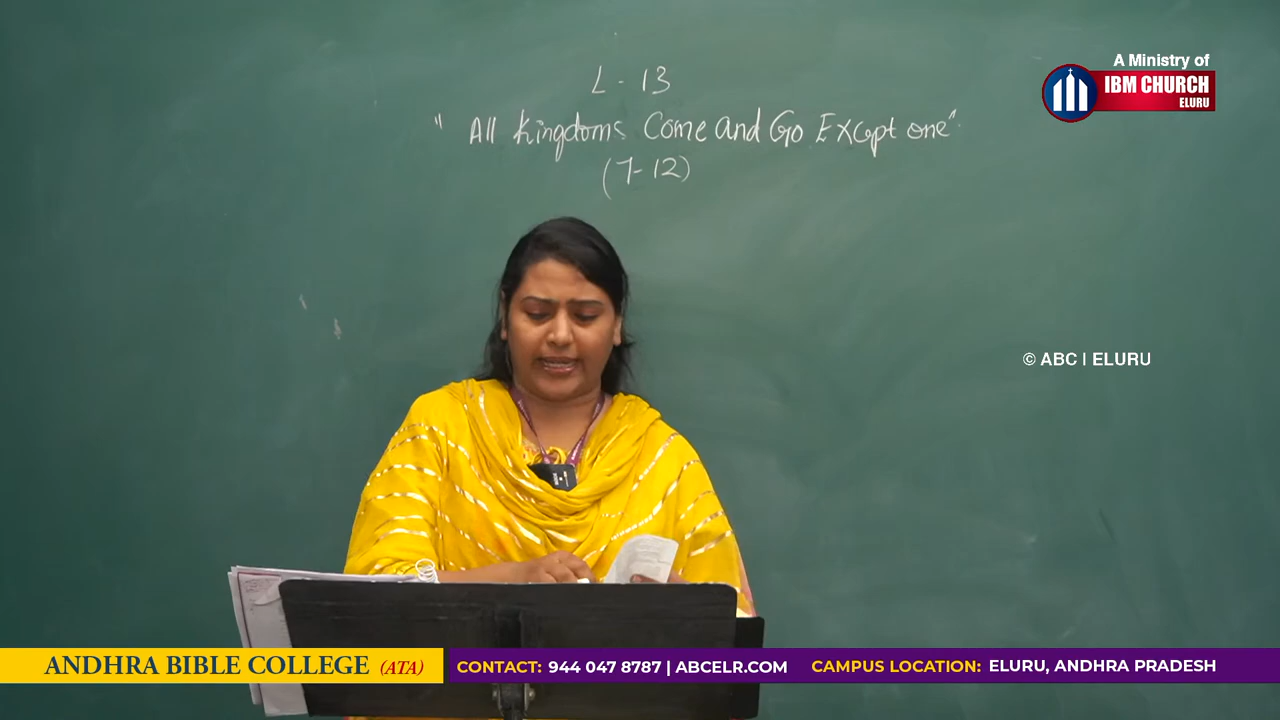 L - 13
" All Kingdoms Come and Go Except one"
(7-12)
A Ministry of
IBM CHURCH
ELURU
© ABC | ELURU
ANDHRA BIBLE COLLEGE (ATA)
CONTACT: 944 047 8787 | ABCELR.COM CAMPUS LOCATION: ELURU, ANDHRA PRADESH